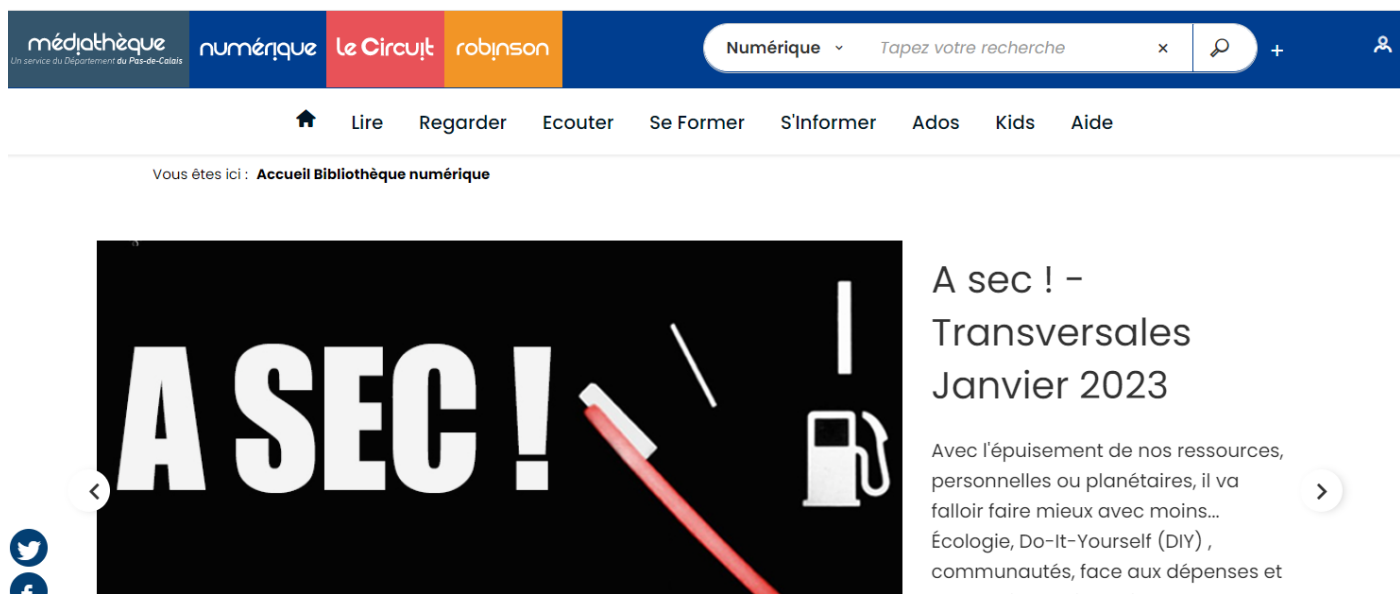 médiathèque
Un service du Département du Pas-de-Calais
numérique
le Circuit
robinson
Numérique
Tapez votre recherche
×
+
Lire
Regarder
Ecouter
Se Former
S'Informer
Ados
Kids
Aide
Vous êtes ici : Accueil Bibliothèque numérique
A SEC !
A sec ! -
Transversales
Janvier 2023
Avec l'épuisement de nos ressources,
personnelles ou planétaires, il va
falloir faire mieux avec moins...
Écologie, Do-It-Yourself (DIY) ,
communautés, face aux dépenses et